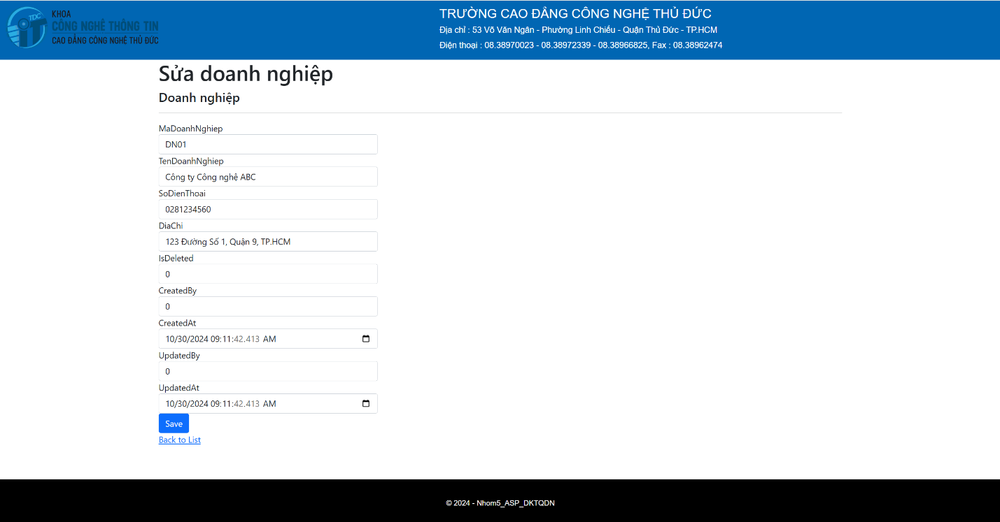 TDC
iT
KHOA
CÔNG NGHỆ THÔNG TIN
CAO ĐẲNG CÔNG NGHỆ THỦ ĐỨC
TRƯỜNG CAO ĐẲNG CÔNG NGHỆ THỦ ĐỨC
Địa chỉ : 53 Võ Văn Ngân - Phường Linh Chiểu - Quận Thủ Đức - TP.HCM
Điện thoại : 08.38970023 - 08.38972339 - 08.38966825, Fax : 08.38962474
Sửa doanh nghiệp
Doanh nghiệp
MaDoanhNghiep
DN01
TenDoanhNghiep
Công ty Công nghệ ABC
SoDienThoai
0281234560
DiaChi
123 Đường Số 1, Quận 9, TP.HCM
IsDeleted
0
CreatedBy
0
CreatedAt
10/30/2024 09:11:42.413 AM
UpdatedBy
0
UpdatedAt
10/30/2024 09:11:42.413 AM
Save
Back to List
© 2024 - Nhom5_ASP_DKTQDN